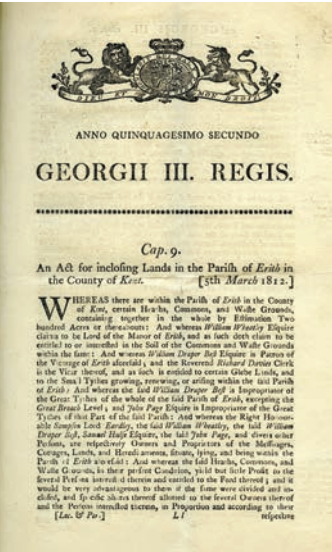 DIEU ET MON DROIT
ANNO QUINQUAGESIMO SECUNDO
GEORGII III. REGIS.
Cap. 9.
An Act for inclosing Lands in the Parish of Erith in
the County of Kent. [5th March 1812.]
WHEREAS there are within the Parish of Erith in the County
of Kent, certain Heaths, Commons, and Waste Grounds,
containing together in the whole by Estimation Two
hundred Acres or thereabouts: And whereas William Wheatley Esquire
claims to be Lord of the Manor of Erith, and as such doth claim to be
entitled to or interested in the Soil of the Commons and Waste Grounds
within the same: And whereas William Draper Best Esquire is Patron of
the Vicarage of Erith aforesaid; and the Reverend Richard Clerk
is the Vicar thereof, and as such is entitled to certain Glebe Lands, and
to the Small Tythes growing, renewing, or arising within the said Parish
of Erith: And whereas the said William Draper Best is Impropriator of
the Great Tythes of the whole of the said Parish of Erith, excepting the
Great Breach Level; and John Page Esquire is Impropriator of the Great
Tythes of that Part of the said Parish: And whereas the Right Honour-
able Sampson Lord Eardley, the said William Wheatley, the said William
Draper Best, Samuel Esquire, the said John Page, and divers other
Persons, are respectively Owners and Proprietors of the Messuages,
Cottages, Lands, and Hereditaments, situate, lying, and being within the
Parish of Erith aforesaid: And whereas the said Heaths, Commons, and
Waste Grounds, in their present Condition, yield but little Profit to the
several Persons interested therein and entitled to the Feed thereof; and it
would be very advantageous to them if the same were divided and in-
closed, and specific Shares thereof allotted to the several Owners thereof
and the Persons interested therein, in Proportion and according to their
[Loc. & Per.] L l respective